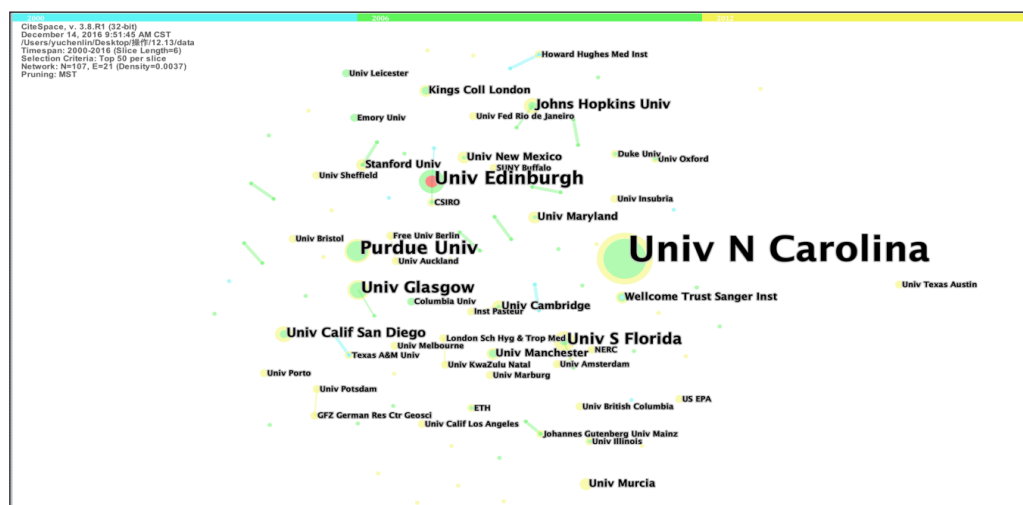 2000 2006 2012
CiteSpace, v. 3.8.R1 (32-bit)
December 14, 2016 9:51:45 AM CST
/Users/yuchenlin/Desktop/操作/12.13/data
Timespan: 2000-2016 (Slice Length=6)
Selection Criteria: Top 50 per slice
Network: N=107, E=21 (Density=0.0037)
Pruning: MST
Howard Hughes Med Inst
Univ Leicester
Kings Coll London
Johns Hopkins Univ
Emory Univ
Univ Fed Rio de Janeiro
Duke Univ
Univ Oxford
Univ New Mexico
Stanford Univ
SUNY Buffalo
Univ Sheffield
Univ Edinburgh
CSIRO
Univ Insubria
Univ Maryland
Univ Bristol
Free Univ Berlin
Purdue Univ
Univ N Carolina
Univ Auckland
Univ Texas Austin
Univ Glasgow
Wellcome Trust Sanger Inst
Columbia Univ
Univ Cambridge
Inst Pasteur
Univ Calif San Diego
London Sch Hyg & Trop Med
Univ S Florida
Univ Melbourne
NERC
Texas A&M Univ
Univ Manchester
Univ KwaZulu Natal
Univ Amsterdam
Univ Porto
Univ Marburg
Univ Potsdam
US EPA
ETH
Univ British Columbia
GFZ German Res Ctr Geosci
Univ Calif Los Angeles
Johannes Gutenberg Univ Mainz
Univ Illinois
Univ Murcia